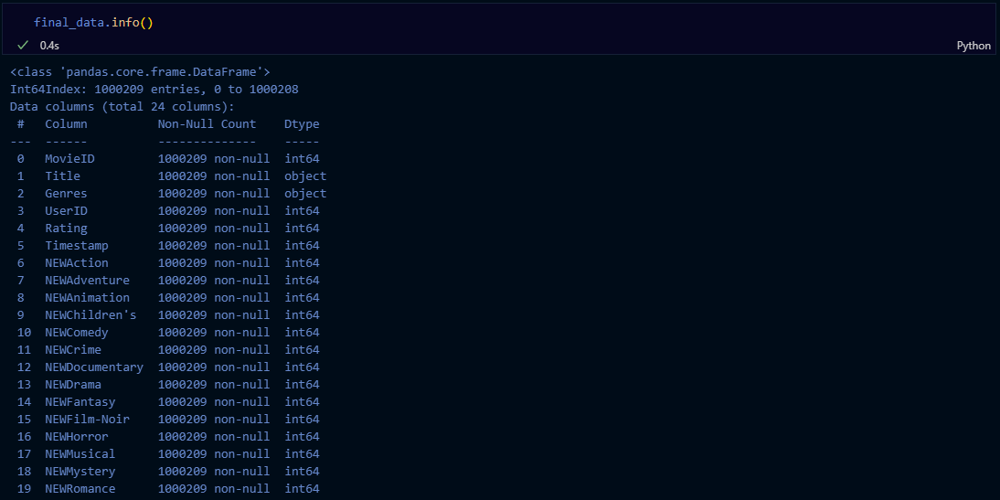 final_data.info()
0.4s
Python
<class 'pandas.core.frame.DataFrame'>
Int64Index: 1000209 entries, 0 to 1000208
Data columns (total 24 columns):
 #   Column          Non-Null Count    Dtype
---  ------          --------------    -----
 0   MovieID         1000209 non-null  int64
 1   Title           1000209 non-null  object
 2   Genres          1000209 non-null  object
 3   UserID          1000209 non-null  int64
 4   Rating          1000209 non-null  int64
 5   Timestamp       1000209 non-null  int64
 6   NEWAction       1000209 non-null  int64
 7   NEWAdventure    1000209 non-null  int64
 8   NEWAnimation    1000209 non-null  int64
 9   NEWChildren's   1000209 non-null  int64
 10  NEWComedy       1000209 non-null  int64
 11  NEWCrime        1000209 non-null  int64
 12  NEWDocumentary  1000209 non-null  int64
 13  NEWDrama        1000209 non-null  int64
 14  NEWFantasy      1000209 non-null  int64
 15  NEWFilm-Noir    1000209 non-null  int64
 16  NEWHorror       1000209 non-null  int64
 17  NEWMusical      1000209 non-null  int64
 18  NEWMystery      1000209 non-null  int64
 19  NEWRomance      1000209 non-null  int64